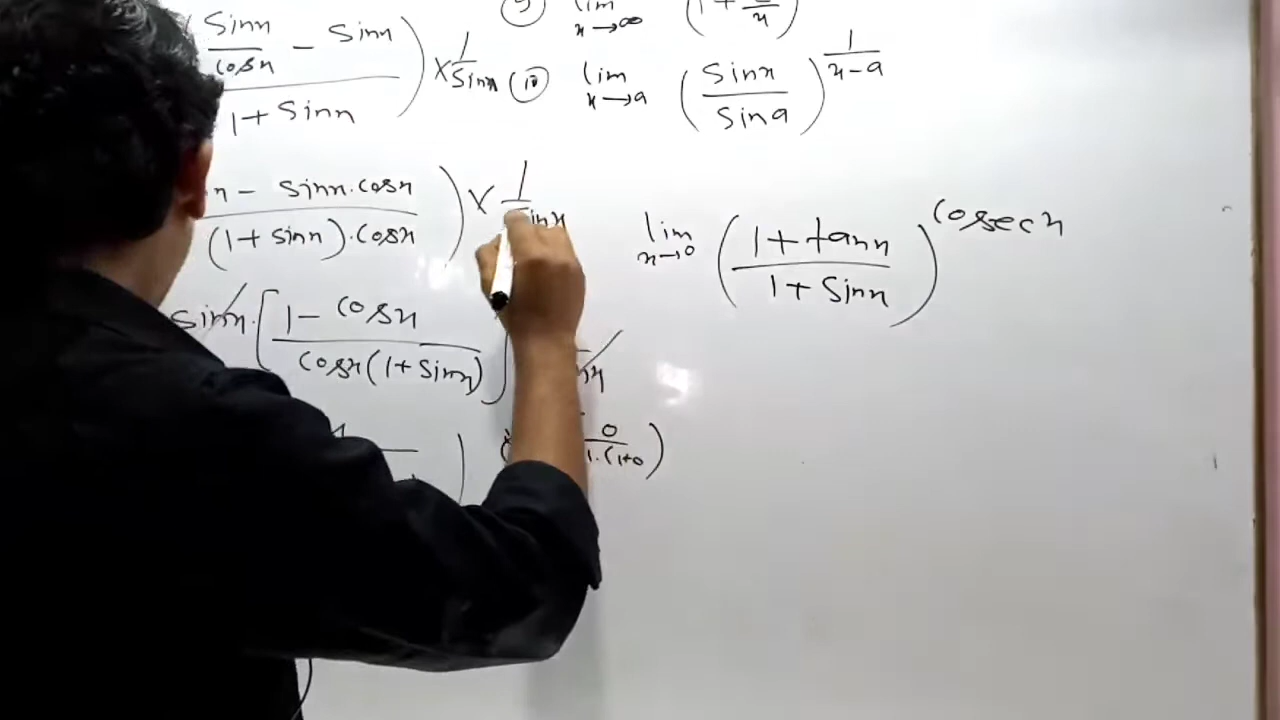 (sinx/cosx - sinx / 1 + sinx) × 1/sinx
9) lim x→∞
10) lim x→a (sinx / sina)^(1/x-a)
- sinx.cosx / (1 + sinx).cosx) × 1/
lim x→0 (1 + tanx / 1 + sinx)^cosecx
sinx.[1 - cosx / cosx(1 + sinx)]
0 / 1.(1+0)